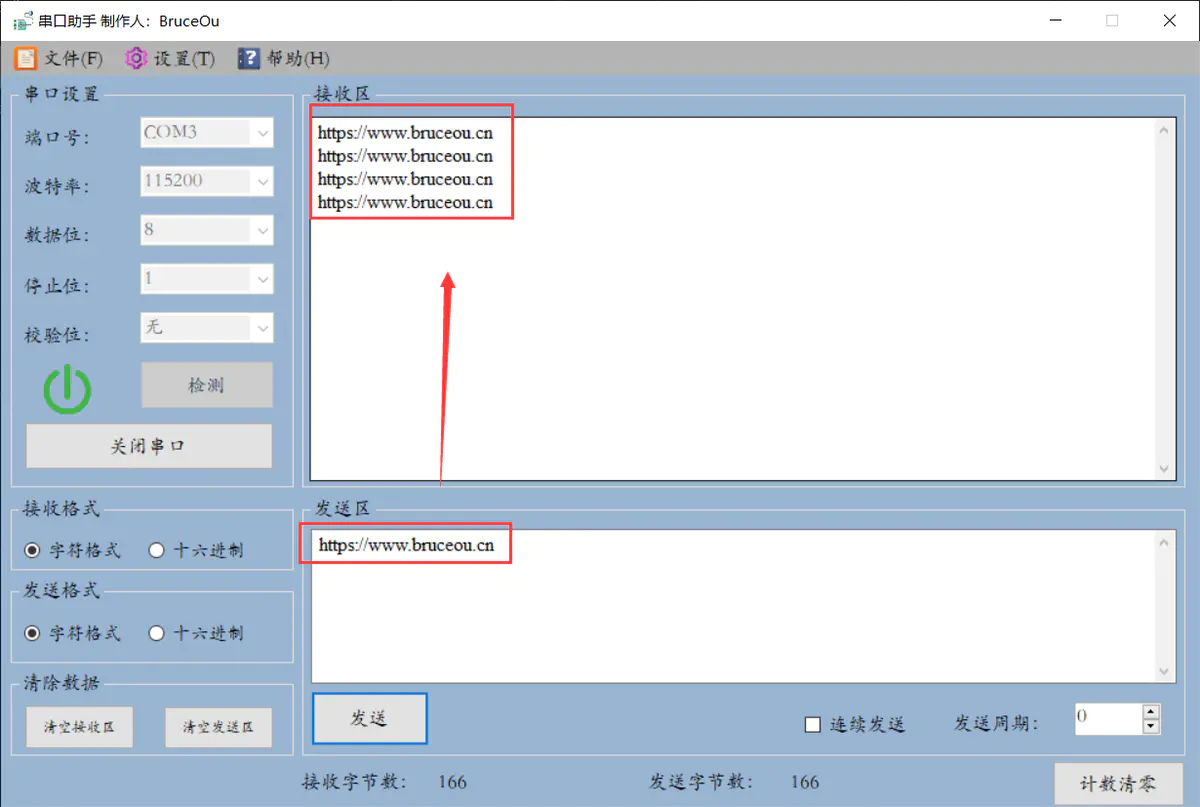 串口助手 制作人：BruceOu
文件(F) 设置(T) 帮助(H)
串口设置
端口号： COM3
波特率： 115200
数据位： 8
停止位： 1
校验位： 无
检测
关闭串口
接收格式
字符格式 十六进制
发送格式
字符格式 十六进制
清除数据
清空接收区 清空发送区
接收区
https://www.bruceou.cn
https://www.bruceou.cn
https://www.bruceou.cn
https://www.bruceou.cn
发送区
https://www.bruceou.cn
发送 连续发送 发送周期： 0
接收字节数： 166 发送字节数： 166 计数清零